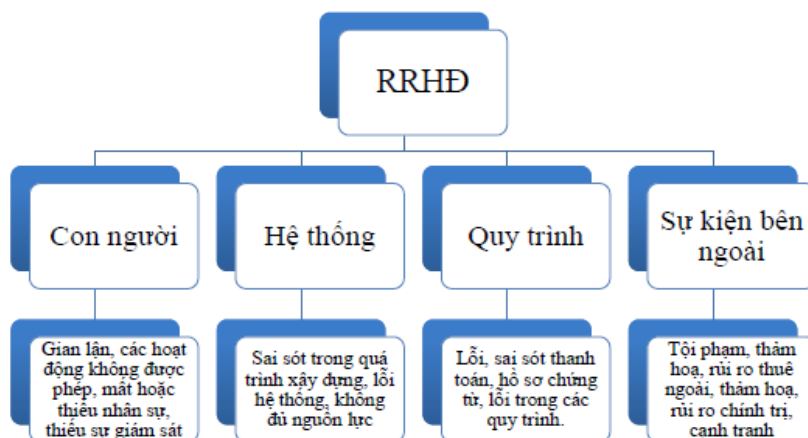 RRHĐ
Con người
Hệ thống
Quy trình
Sự kiện bên
ngoài
Gian lận, các hoạt
động không được
phép, mất hoặc
thiếu nhân sự,
thiếu sự giám sát
Sai sót trong quá
trình xây dựng, lỗi
hệ thống, không
đủ nguồn lực
Lỗi, sai sót thanh
toán, hồ sơ chứng
từ, lỗi trong các
quy trình.
Tội phạm, thảm
hoạ, rủi ro thuê
ngoài, thảm hoạ,
rủi ro chính trị,
cạnh tranh